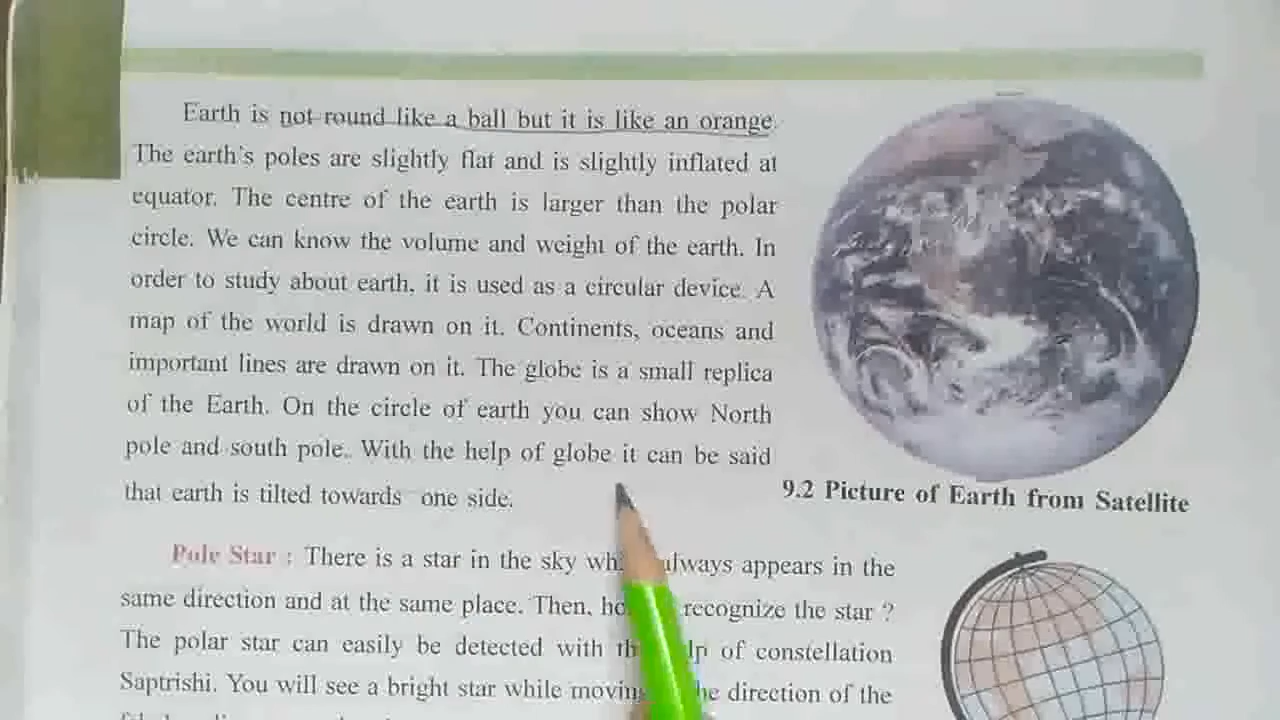 Earth is not round like a ball but it is like an orange.
The earth's poles are slightly flat and is slightly inflated at
equator. The centre of the earth is larger than the polar
circle. We can know the volume and weight of the earth. In
order to study about earth, it is used as a circular device. A
map of the world is drawn on it. Continents, oceans and
important lines are drawn on it. The globe is a small replica
of the Earth. On the circle of earth you can show North
pole and south pole. With the help of globe it can be said
that earth is tilted towards one side.
9.2 Picture of Earth from Satellite
Pole Star : There is a star in the sky always appears in the
same direction and at the same place. Then, recognize the star ?
The polar star can easily be detected with of constellation
Saptrishi. You will see a bright star while direction of the